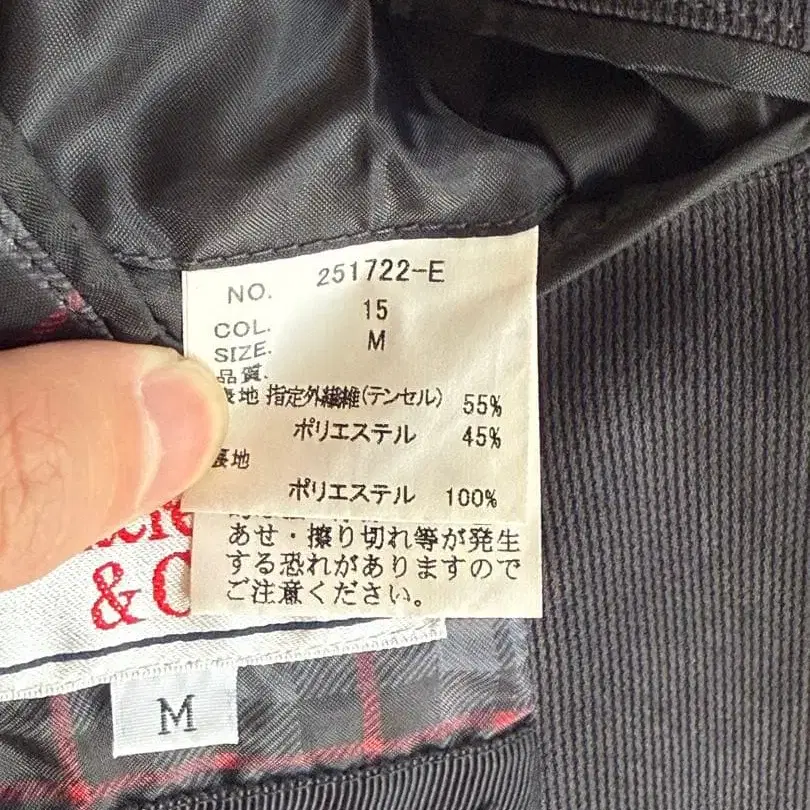 NO. 251722-E
COL. 15
SIZE. M
品質.
表地 指定外繊維(テンセル) 55%
ポリエステル 45%
裏地
ポリエステル 100%
あせ・擦り切れ等が発生
する恐れがありますので
ご注意ください。
& C
M